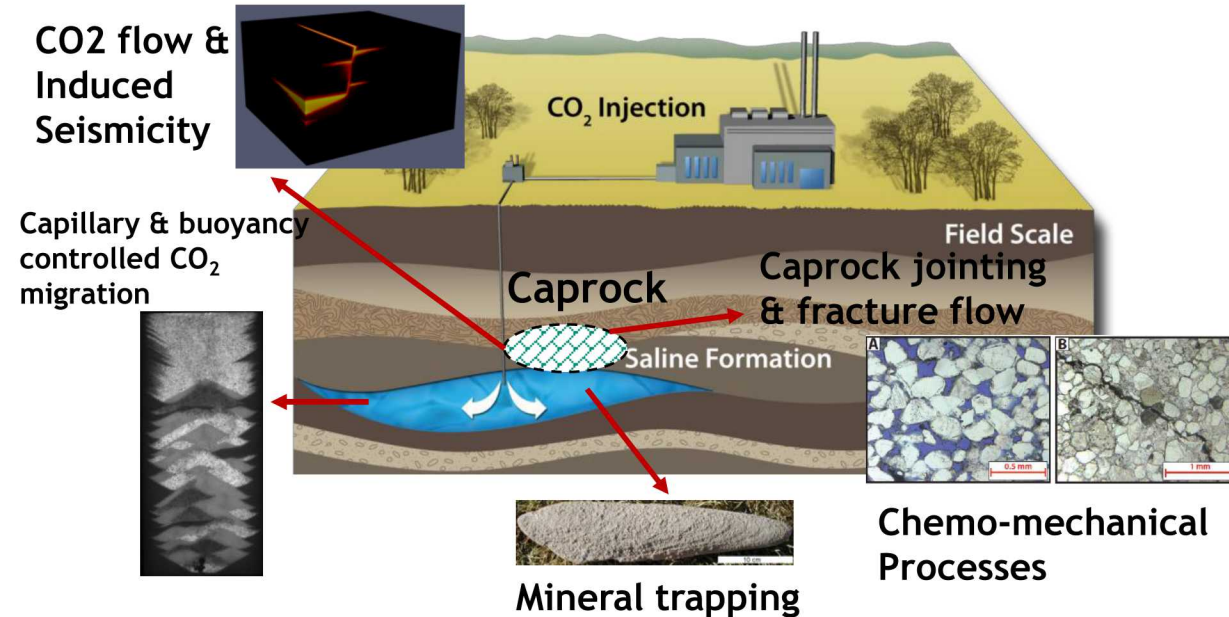 CO2 flow &
Induced
Seismicity
CO₂ Injection
Capillary & buoyancy
controlled CO₂
migration
Field Scale
Caprock
Caprock jointing
& fracture flow
Saline Formation
A
B
0.5 mm
1 mm
10 cm
Chemo-mechanical
Processes
Mineral trapping